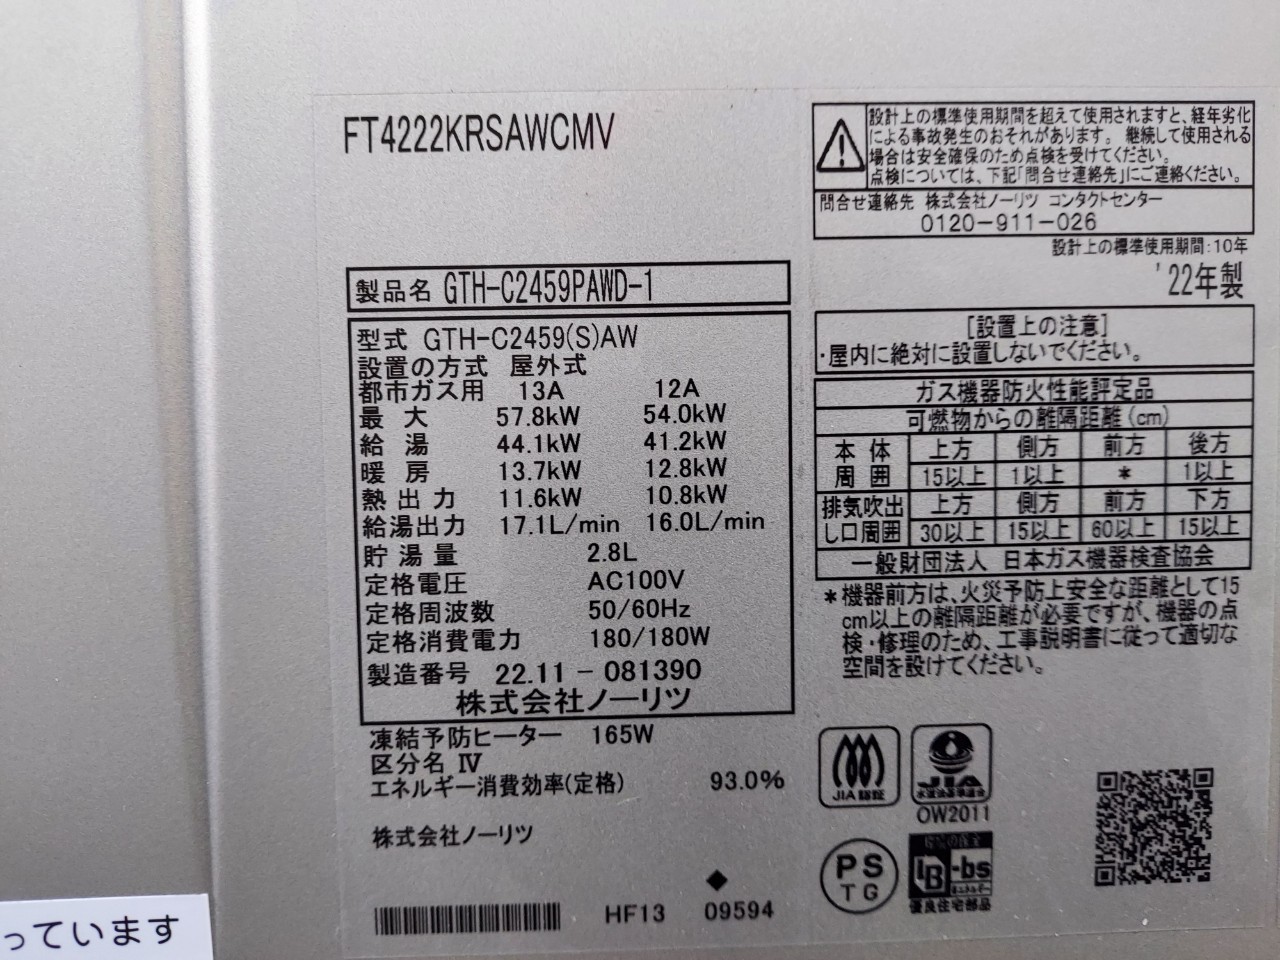 FT4222KRSAWCMV
製品名 GTH-C2459PAWD-1
型式 GTH-C2459(S)AW
設置の方式 屋外式
都市ガス用 13A 12A
最大 57.8kW 54.0kW
給湯 44.1kW 41.2kW
暖房 13.7kW 12.8kW
熱出力 11.6kW 10.8kW
給湯出力 17.1L/min 16.0L/min
貯湯量 2.8L
定格電圧 AC100V
定格周波数 50/60Hz
定格消費電力 180/180W
製造番号 22.11-081390
株式会社ノーリツ
凍結予防ヒーター 165W
区分名 Ⅳ
エネルギー消費効率(定格) 93.0%
株式会社ノーリツ
◆
HF13 09594
設計上の標準使用期間を超えて使用されますと、経年劣化
による事故発生のおそれがあります。 継続して使用される
場合は安全確保のため点検を受けてください。
点検については、下記「問合せ連絡先」にご連絡ください。
問合せ連絡先 株式会社ノーリツ コンタクトセンター
0120-911-026
設計上の標準使用期間:10年
'22年製
[設置上の注意]
・屋内に絶対に設置しないでください。
ガス機器防火性能評定品
可燃物からの離隔距離(cm)
本体 上方 側方 前方 後方
周囲 15以上 1以上 * 1以上
排気吹出 上方 側方 前方 下方
し口周囲 30以上 15以上 60以上 15以上
一般財団法人 日本ガス機器検査協会
*機器前方は、火災予防上安全な距離として15
cm以上の離隔距離が必要ですが、機器の点
検・修理のため、工事説明書に従って適切な
空間を設けてください。
JIA認証
JIA
OW2011
PS
TG
BL-bs
優良住宅部品
っています